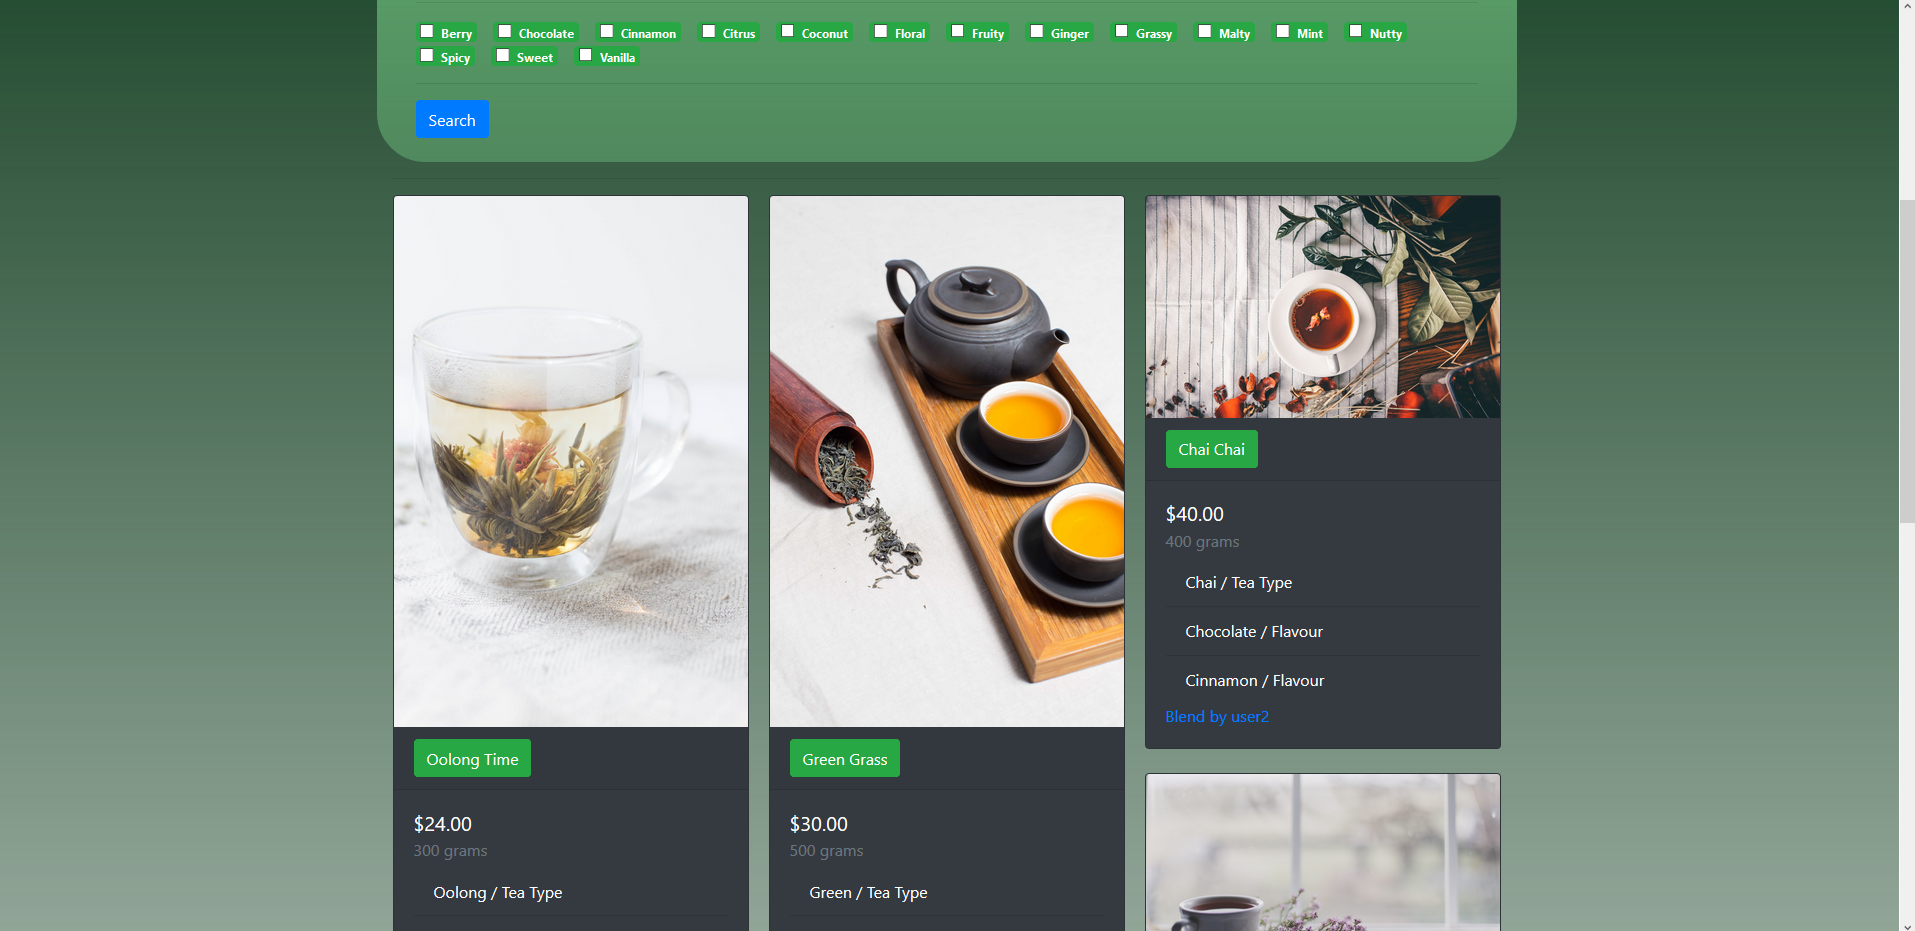 Berry Chocolate Cinnamon Citrus Coconut Floral Fruity Ginger Grassy Malty Mint Nutty
Spicy Sweet Vanilla
Search
Oolong Time
$24.00
300 grams
Oolong / Tea Type
Green Grass
$30.00
500 grams
Green / Tea Type
Chai Chai
$40.00
400 grams
Chai / Tea Type
Chocolate / Flavour
Cinnamon / Flavour
Blend by user2